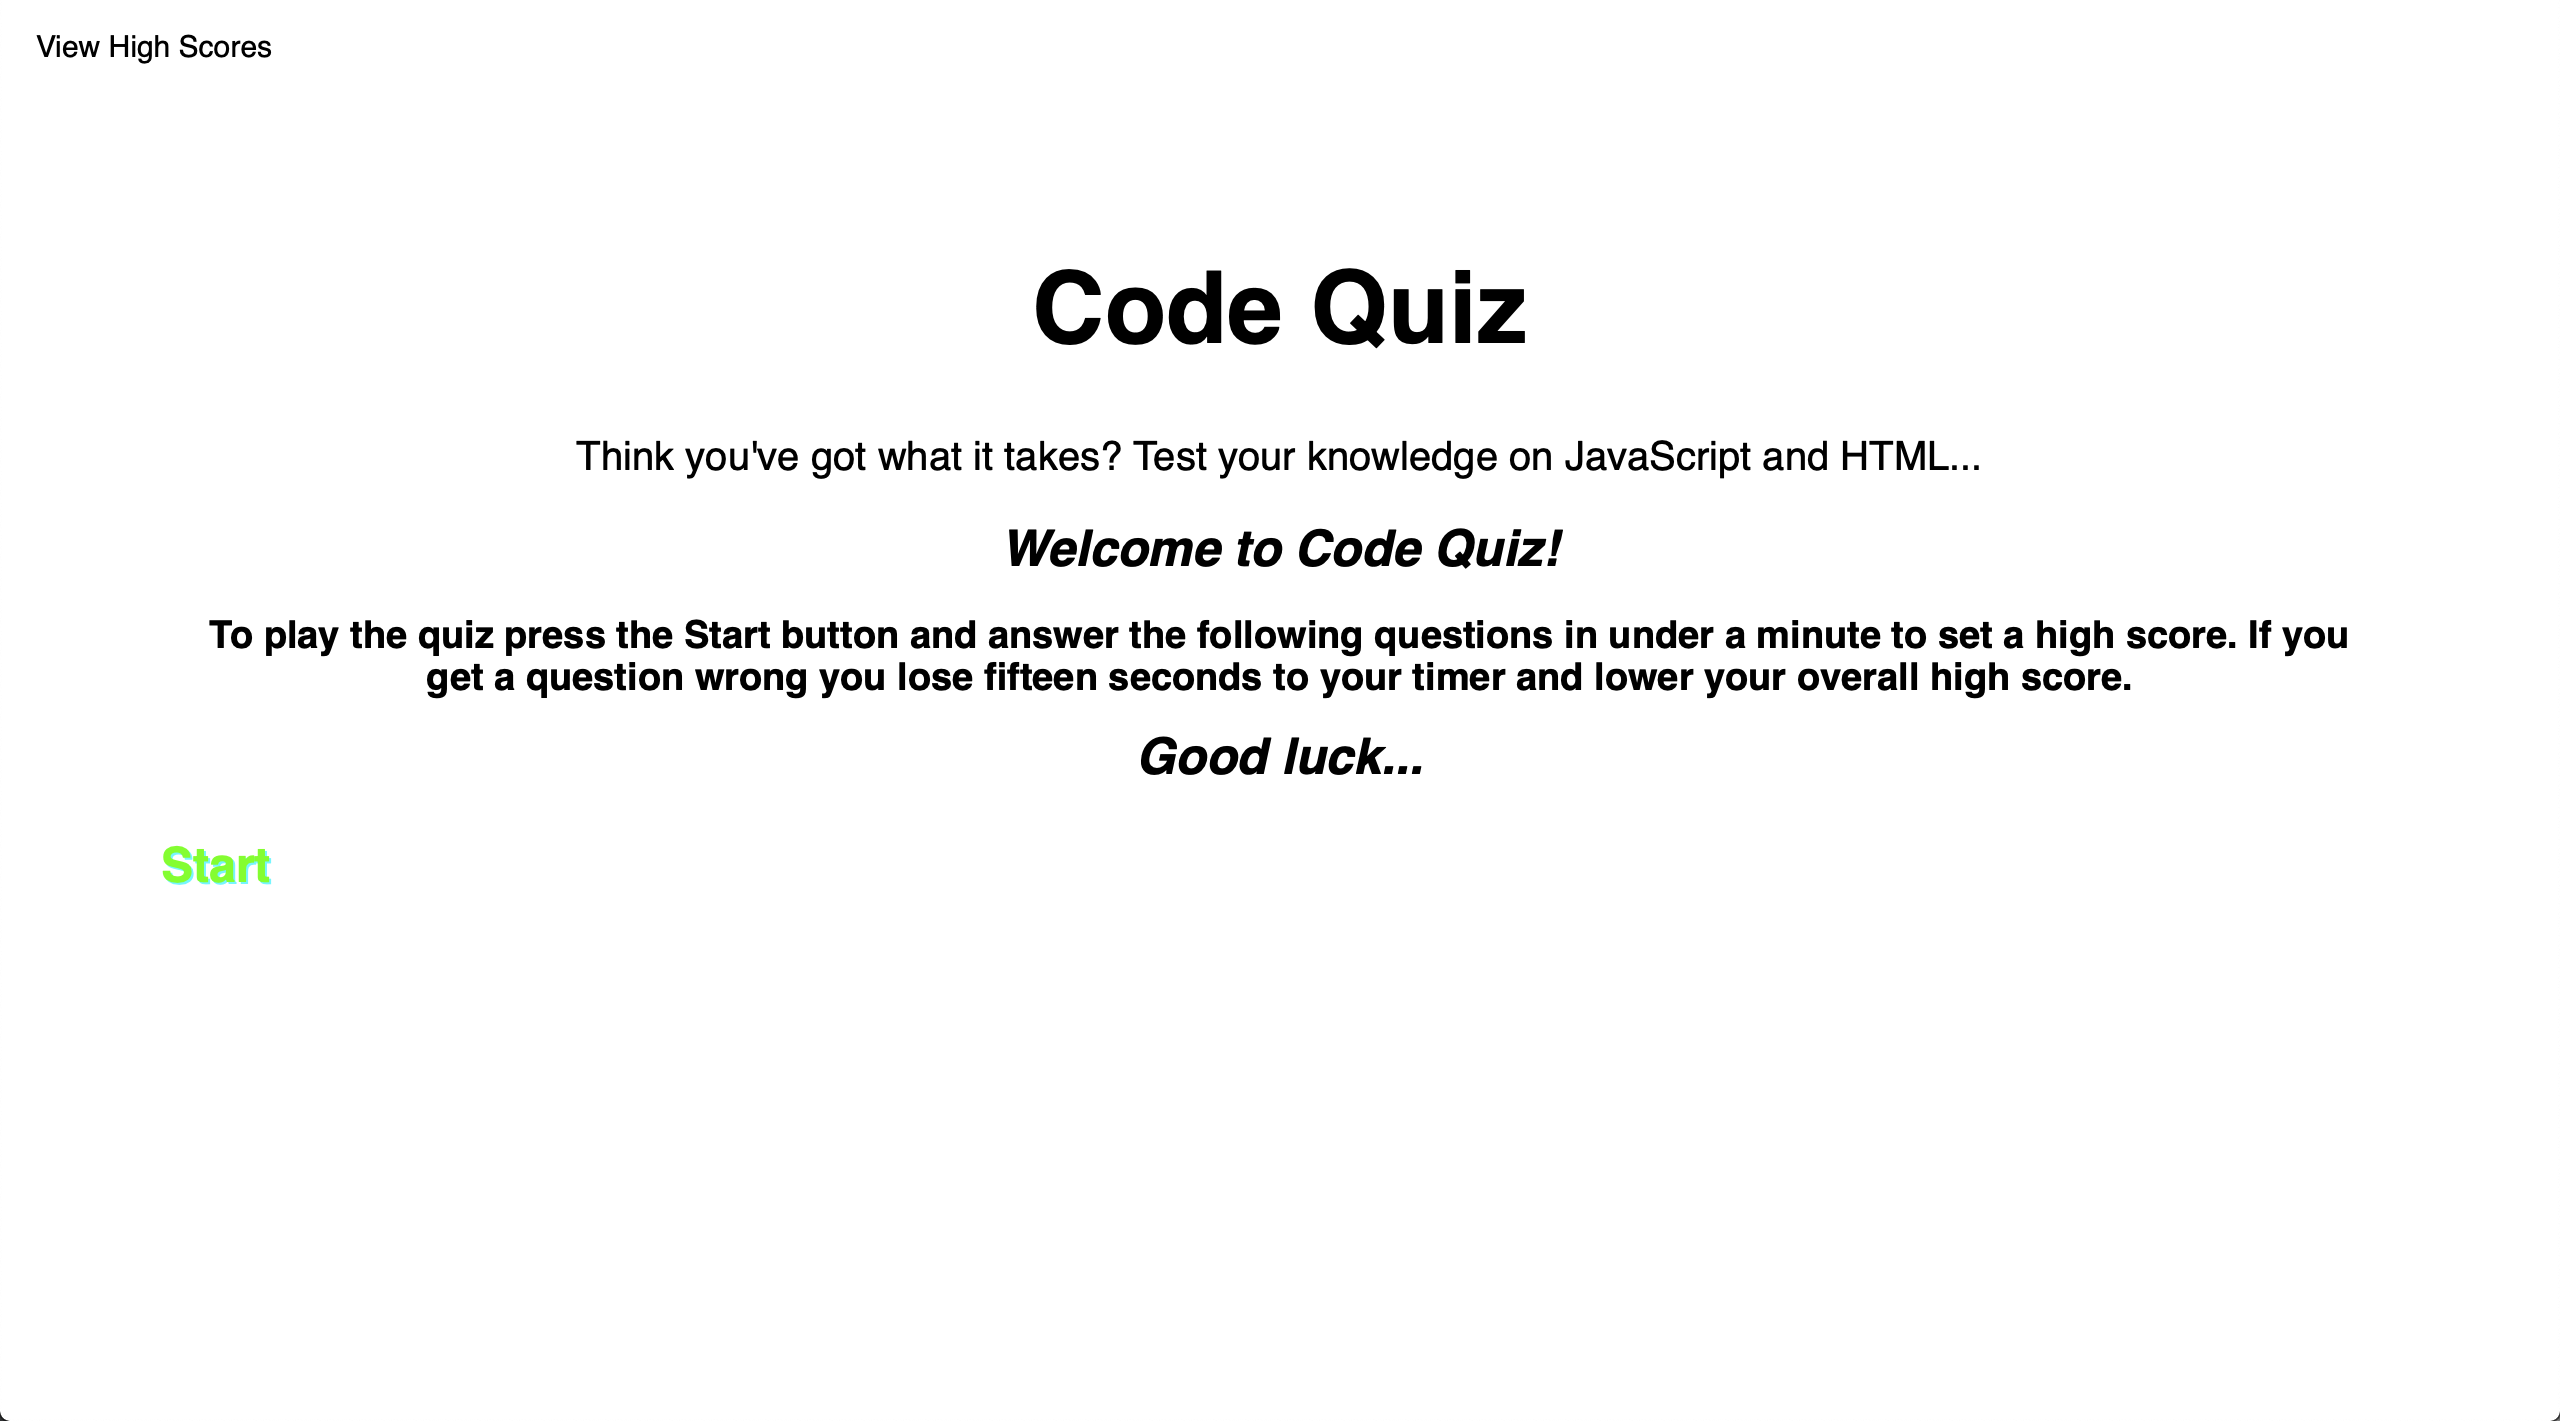 View High Scores
Code Quiz
Think you've got what it takes? Test your knowledge on JavaScript and HTML...
Welcome to Code Quiz!
To play the quiz press the Start button and answer the following questions in under a minute to set a high score. If you
get a question wrong you lose fifteen seconds to your timer and lower your overall high score.
Good luck...
Start